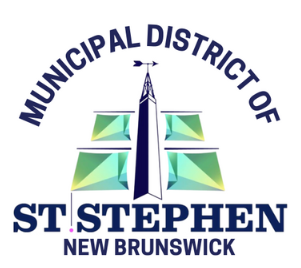 MUNICIPAL DISTRICT OF
ST. STEPHEN
NEW BRUNSWICK